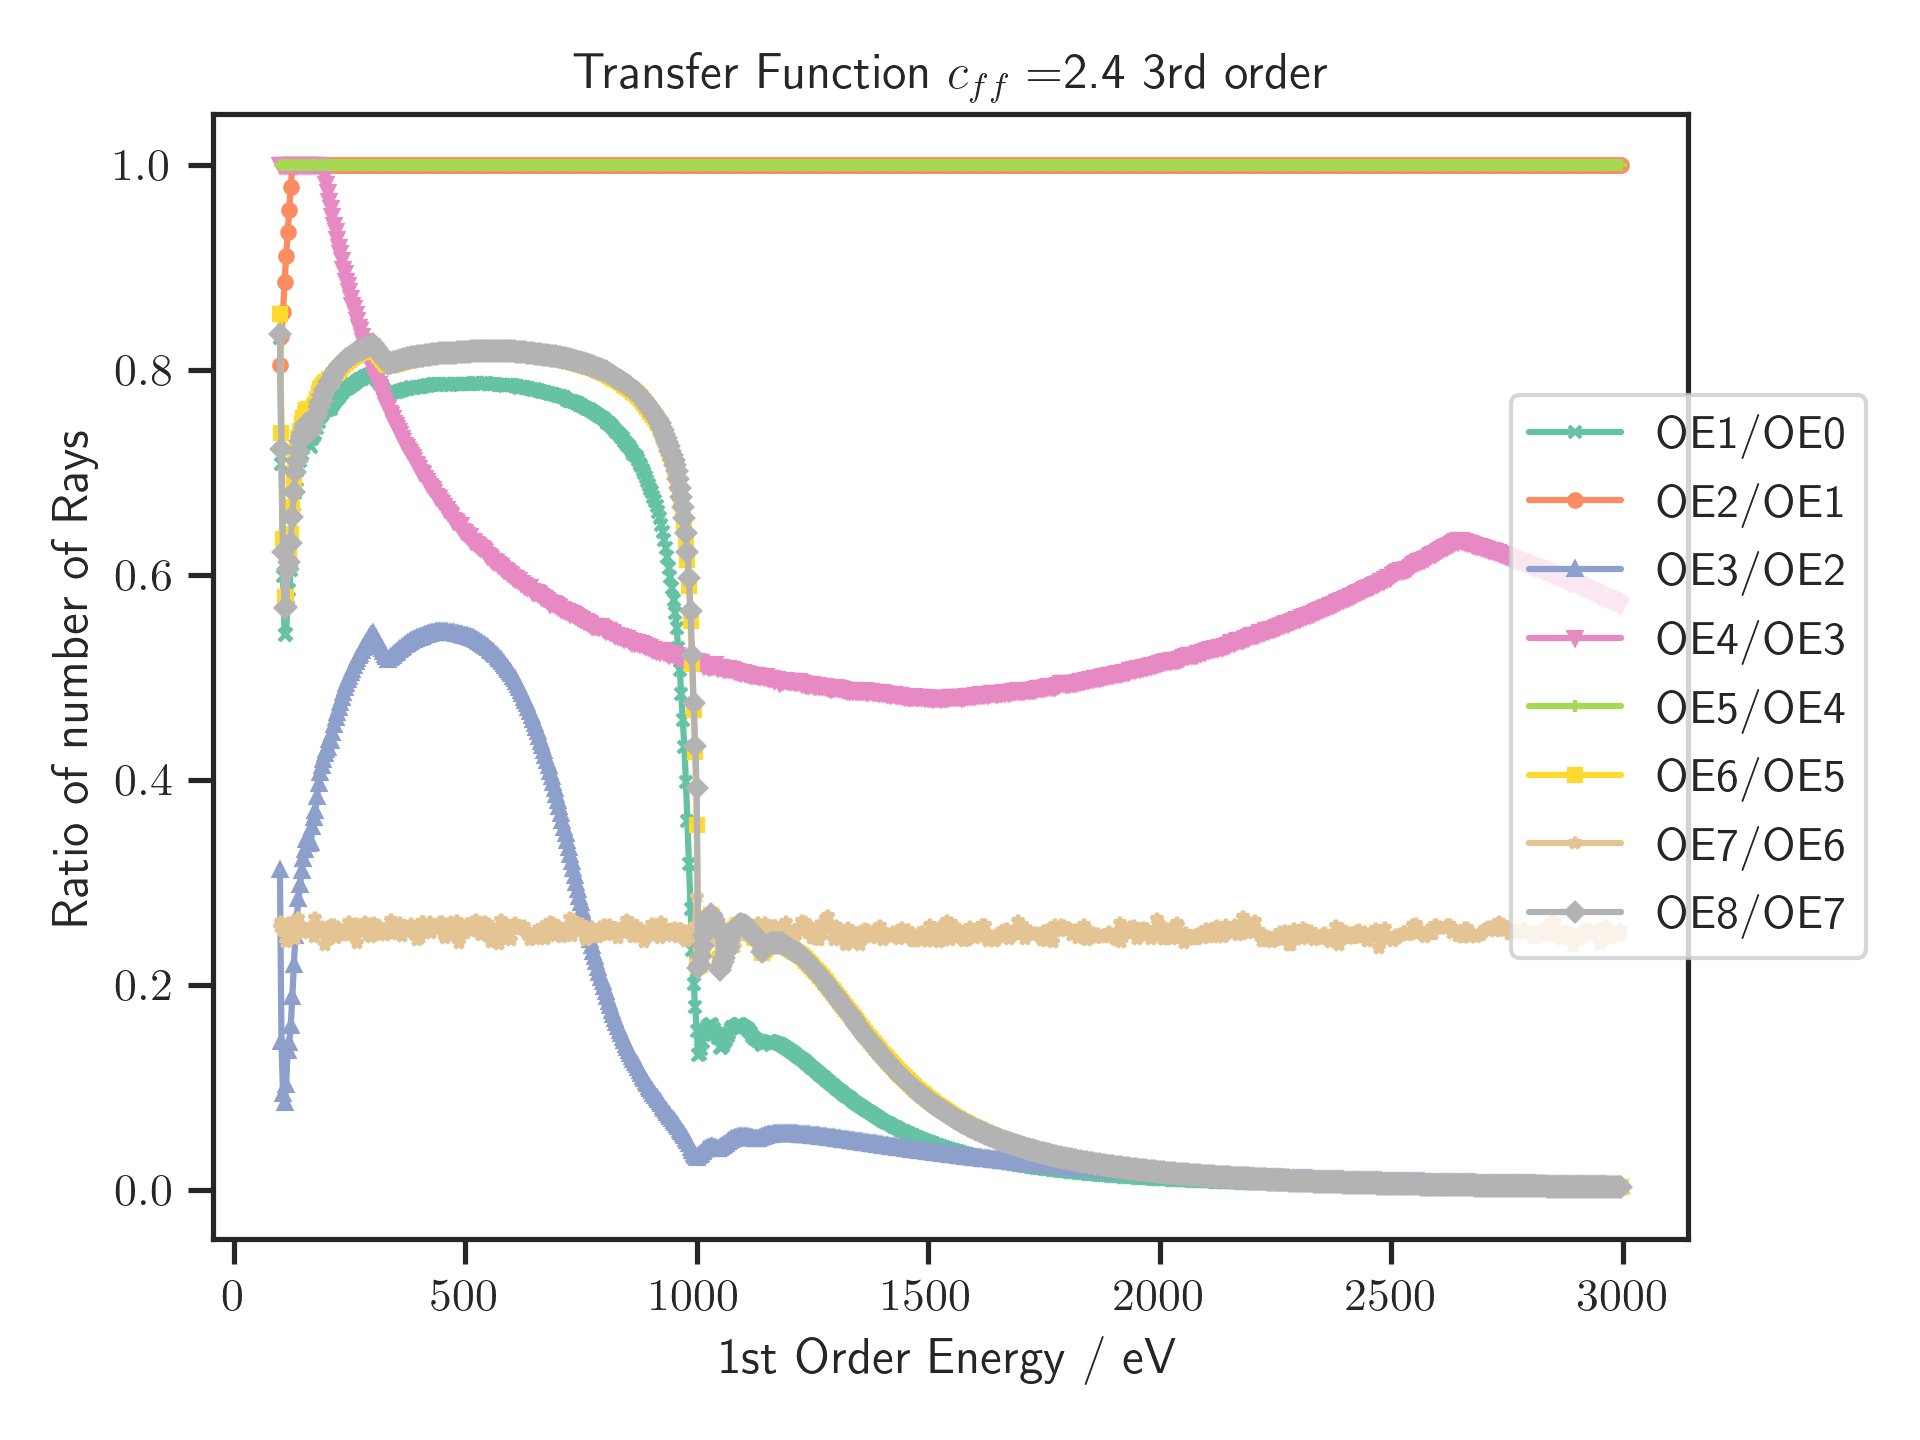 Transfer Function c_ff =2.4 3rd order
Ratio of number of Rays
1.0
0.8
0.6
0.4
0.2
0.0
OE1/OE0
OE2/OE1
OE3/OE2
OE4/OE3
OE5/OE4
OE6/OE5
OE7/OE6
OE8/OE7
0 500 1000 1500 2000 2500 3000
1st Order Energy / eV